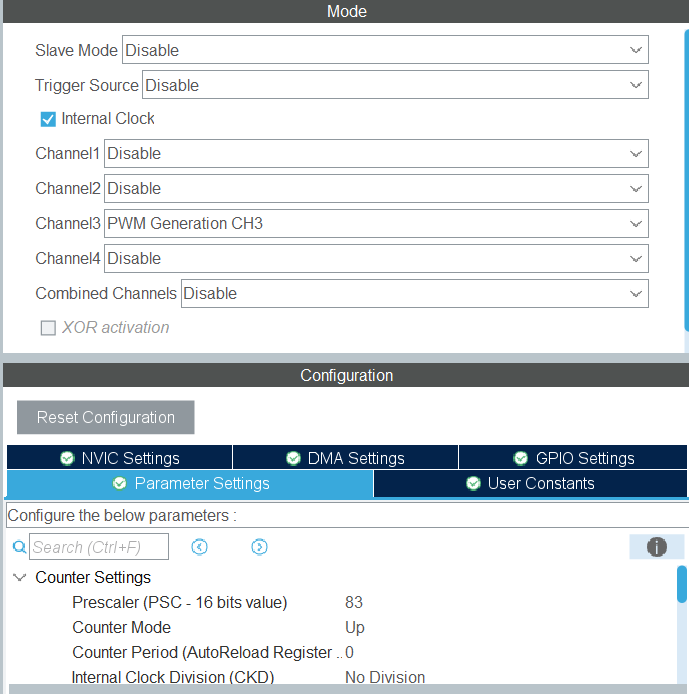 Mode
Slave Mode Disable
Trigger Source Disable
Internal Clock
Channel1 Disable
Channel2 Disable
Channel3 PWM Generation CH3
Channel4 Disable
Combined Channels Disable
XOR activation
Configuration
Reset Configuration
NVIC Settings DMA Settings GPIO Settings
Parameter Settings User Constants
Configure the below parameters :
Search (Ctrl+F)
Counter Settings
Prescaler (PSC - 16 bits value) 83
Counter Mode Up
Counter Period (AutoReload Register ... 0
Internal Clock Division (CKD) No Division